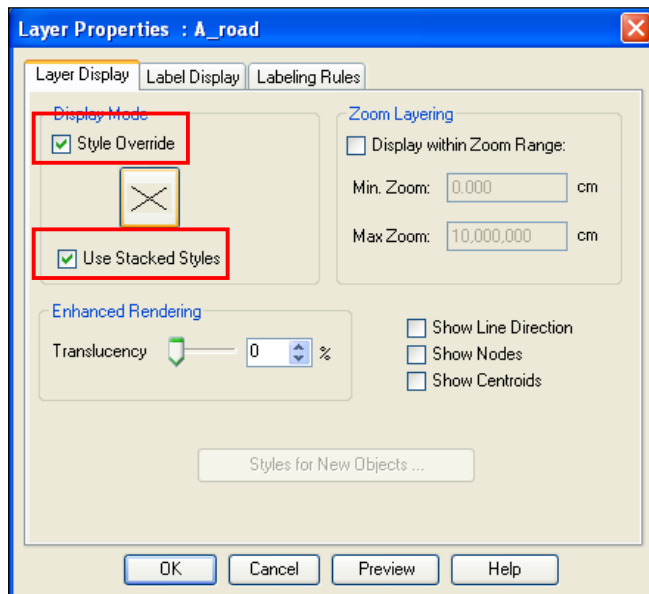 Layer Properties : A_road
Layer Display Label Display Labeling Rules
Display Mode
Style Override
Use Stacked Styles
Zoom Layering
Display within Zoom Range:
Min. Zoom: 0.000 cm
Max Zoom: 10,000,000 cm
Enhanced Rendering
Translucency 0 %
Show Line Direction
Show Nodes
Show Centroids
Styles for New Objects ...
OK Cancel Preview Help